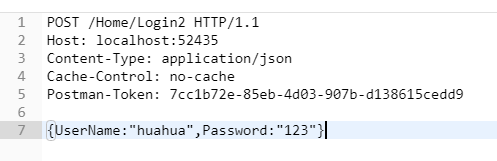 1 POST /Home/Login2 HTTP/1.1
2 Host: localhost:52435
3 Content-Type: application/json
4 Cache-Control: no-cache
5 Postman-Token: 7cc1b72e-85eb-4d03-907b-d138615cedd9
6
7 {UserName:"huahua",Password:"123"}